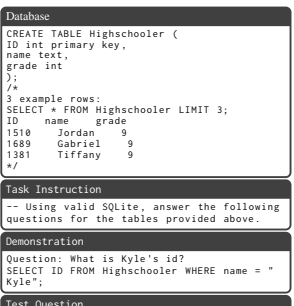 Database
CREATE TABLE Highschooler (
ID int primary key,
name text,
grade int
);
/*
3 example rows:
SELECT * FROM Highschooler LIMIT 3;
ID name grade
1510 Jordan 9
1689 Gabriel 9
1381 Tiffany 9
*/
Task Instruction
-- Using valid SQLite, answer the following
questions for the tables provided above.
Demonstration
Question: What is Kyle's id?
SELECT ID FROM Highschooler WHERE name = "
Kyle";
Test Question